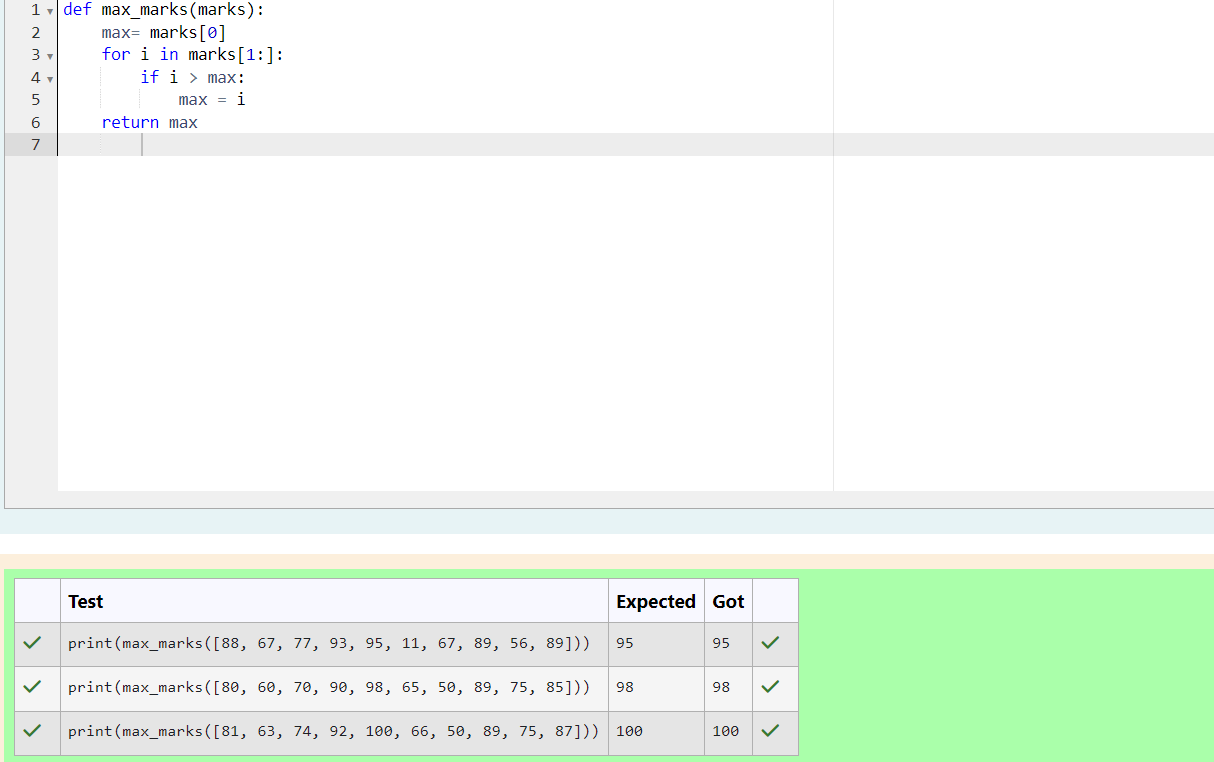 1 def max_marks(marks):
2     max= marks[0]
3     for i in marks[1:]:
4         if i > max:
5             max = i
6     return max
7
Test Expected Got
print(max_marks([88, 67, 77, 93, 95, 11, 67, 89, 56, 89])) 95 95
print(max_marks([80, 60, 70, 90, 98, 65, 50, 89, 75, 85])) 98 98
print(max_marks([81, 63, 74, 92, 100, 66, 50, 89, 75, 87])) 100 100